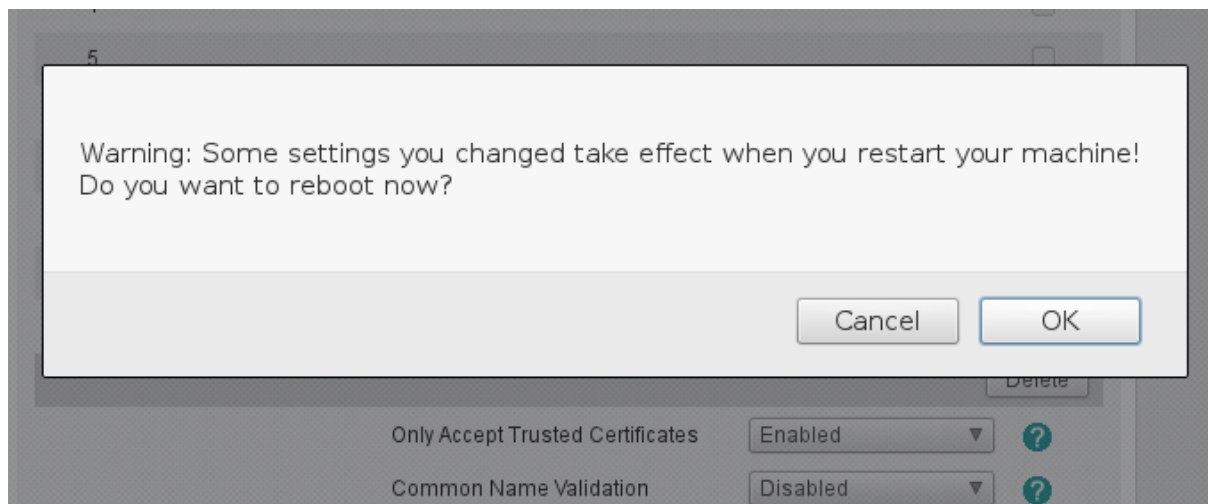 5
Warning: Some settings you changed take effect when you restart your machine!
Do you want to reboot now?
Cancel
OK
Delete
Only Accept Trusted Certificates
Enabled
?
Common Name Validation
Disabled
?